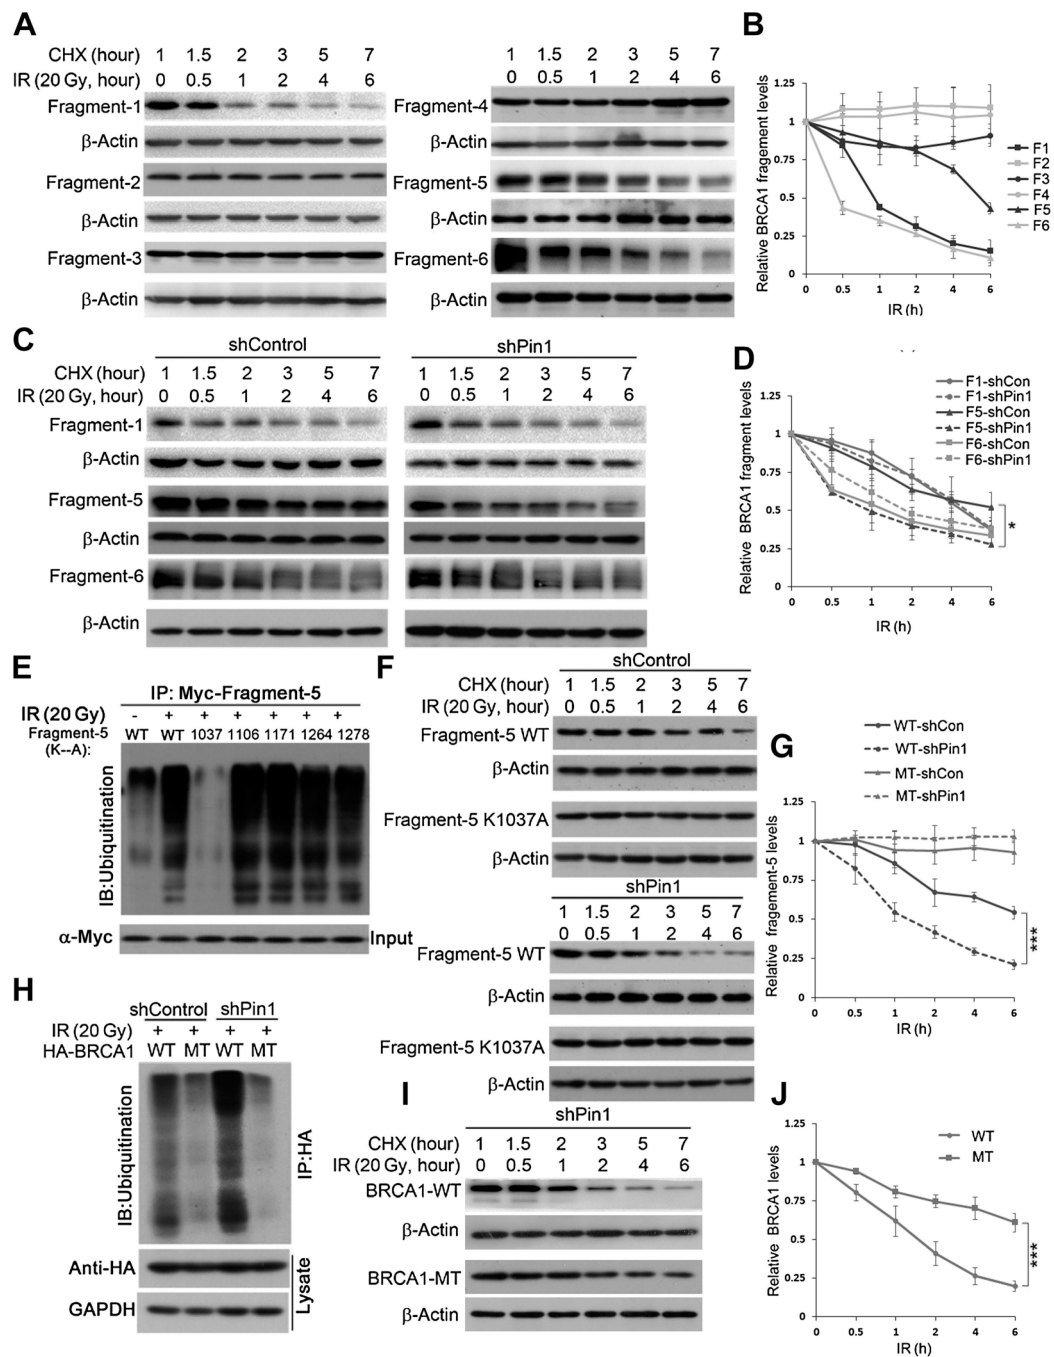 A
CHX (hour) 1 1.5 2 3 5 7
IR (20 Gy, hour) 0 0.5 1 2 4 6
Fragment-1
β-Actin
Fragment-2
β-Actin
Fragment-3
β-Actin
1 1.5 2 3 5 7
0 0.5 1 2 4 6
Fragment-4
β-Actin
Fragment-5
β-Actin
Fragment-6
β-Actin
B
Relative BRCA1 fragement levels
1.25
1
0.75
0.5
0.25
0
0 0.5 1 2 4 6
IR (h)
F1
F2
F3
F4
F5
F6
C
shControl
shPin1
CHX (hour) 1 1.5 2 3 5 7 1 1.5 2 2 5 7
IR (20 Gy, hour) 0 0.5 1 2 4 6 0 0.5 1 2 4 6
Fragment-1
β-Actin
Fragment-5
β-Actin
Fragment-6
β-Actin
D
Relative BRCA1 fragment levels
1.25
1
0.75
0.5
0.25
0
0 0.5 1 2 4 6
IR (h)
F1-shCon
F1-shPin1
F5-shCon
F5-shPin1
F6-shCon
F6-shPin1
*
E
IP: Myc-Fragment-5
IR (20 Gy) - + + + + + +
Fragment-5 WT WT 1037 1106 1171 1264 1278
(K--A):
IB:Ubiquitination
α-Myc
Input
F
shControl
CHX (hour) 1 1.5 2 3 5 7
IR (20 Gy, hour) 0 0.5 1 2 4 6
Fragment-5 WT
β-Actin
Fragment-5 K1037A
β-Actin
shPin1
1 1.5 2 3 5 7
0 0.5 1 2 4 6
Fragment-5 WT
β-Actin
Fragment-5 K1037A
β-Actin
G
WT-shCon
WT-shPin1
MT-shCon
MT-shPin1
Relative fragement-5 levels
1.25
1
0.75
0.5
0.25
0
0 0.5 1 2 4 6
IR (h)
***
H
shControl shPin1
IR (20 Gy) + + + +
HA-BRCA1 WT MT WT MT
IB:Ubiquitination
IP:HA
Anti-HA
GAPDH
Lysate
I
shPin1
CHX (hour) 1 1.5 2 3 5 7
IR (20 Gy, hour) 0 0.5 1 2 4 6
BRCA1-WT
β-Actin
BRCA1-MT
β-Actin
J
Relative BRCA1 levels
1.25
1
0.75
0.5
0.25
0
0 0.5 1 2 4 6
IR (h)
WT
MT
***